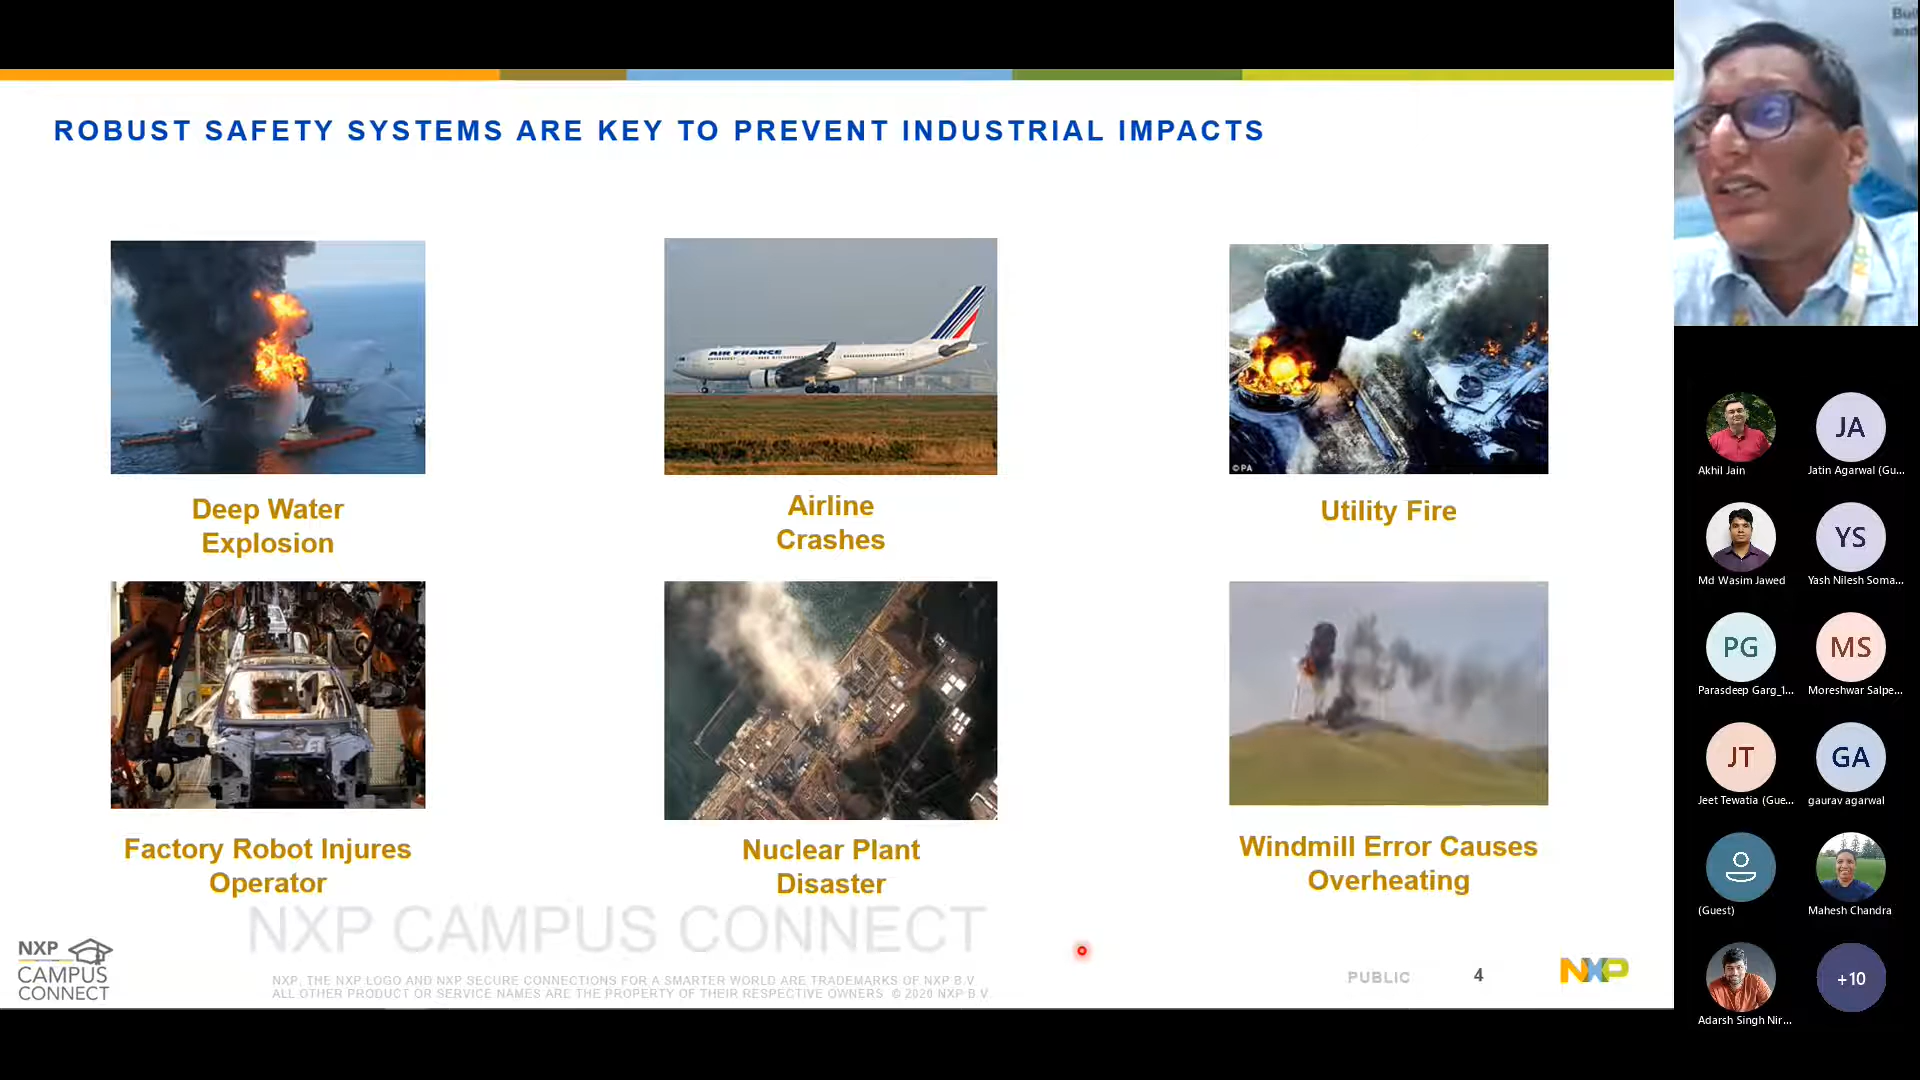 ROBUST SAFETY SYSTEMS ARE KEY TO PREVENT INDUSTRIAL IMPACTS
AIR FRANCE
© PA
Deep Water
Explosion
Airline
Crashes
Utility Fire
Factory Robot Injures
Operator
Nuclear Plant
Disaster
Windmill Error Causes
Overheating
NXP CAMPUS CONNECT
NXP
CAMPUS
CONNECT
NXP, THE NXP LOGO AND NXP SECURE CONNECTIONS FOR A SMARTER WORLD ARE TRADEMARKS OF NXP B.V.
ALL OTHER PRODUCT OR SERVICE NAMES ARE THE PROPERTY OF THEIR RESPECTIVE OWNERS. © 2020 NXP B.V.
PUBLIC
4
NXP
Akhil Jain
JA
Jatin Agarwal (Gu...
Md Wasim Jawed
YS
Yash Nilesh Soma...
PG
Parasdeep Garg_1...
MS
Moreshwar Salpe...
JT
Jeet Tewatia (Gue...
GA
gaurav agarwal
(Guest)
Mahesh Chandra
Adarsh Singh Nir...
+10